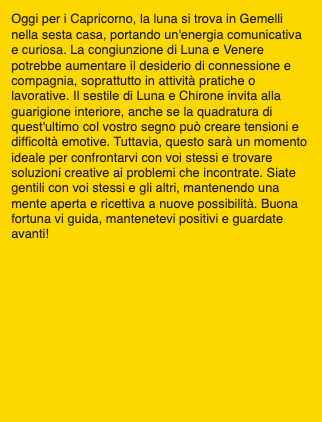 Oggi per i Capricorno, la luna si trova in Gemelli
nella sesta casa, portando un'energia comunicativa
e curiosa. La congiunzione di Luna e Venere
potrebbe aumentare il desiderio di connessione e
compagnia, soprattutto in attività pratiche o
lavorative. Il sestile di Luna e Chirone invita alla
guarigione interiore, anche se la quadratura di
quest'ultimo col vostro segno può creare tensioni e
difficoltà emotive. Tuttavia, questo sarà un momento
ideale per confrontarvi con voi stessi e trovare
soluzioni creative ai problemi che incontrate. Siate
gentili con voi stessi e gli altri, mantenendo una
mente aperta e ricettiva a nuove possibilità. Buona
fortuna vi guida, mantenetevi positivi e guardate
avanti!